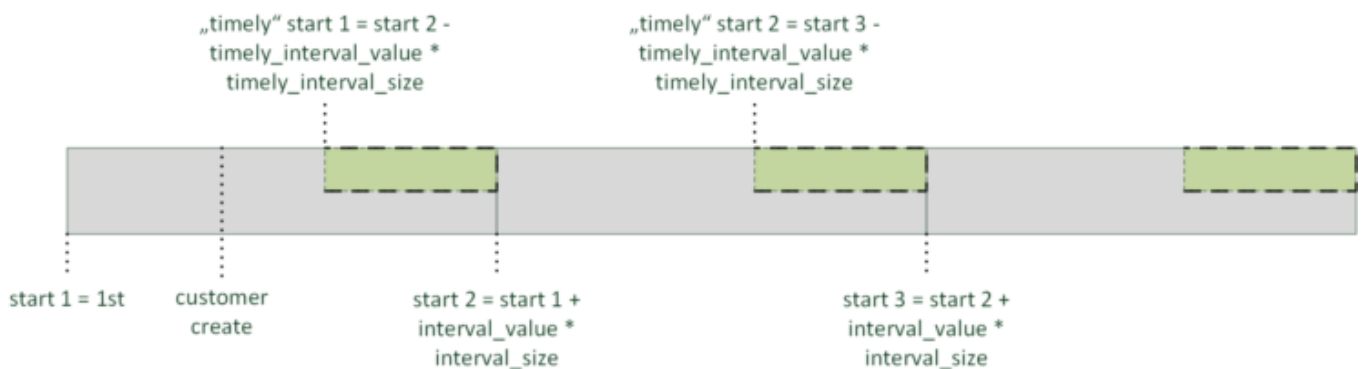 „timely“ start 1 = start 2 -
timely_interval_value *
timely_interval_size
„timely“ start 2 = start 3 -
timely_interval_value *
timely_interval_size
start 1 = 1st
customer
create
start 2 = start 1 +
interval_value *
interval_size
start 3 = start 2 +
interval_value *
interval_size